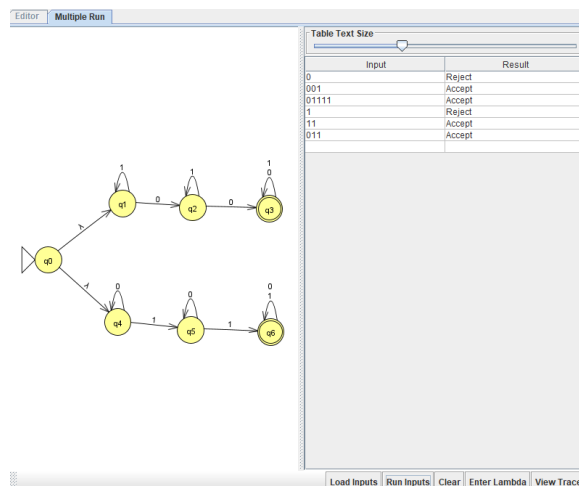 Editor Multiple Run
Table Text Size
Input Result
0 Reject
001 Accept
01111 Accept
1 Reject
11 Accept
011 Accept
1 1 1
0
q1 0 q2 0 q3
λ
q0
λ
0 0 0
1
q4 1 q5 1 q6
Load Inputs Run Inputs Clear Enter Lambda View Trace